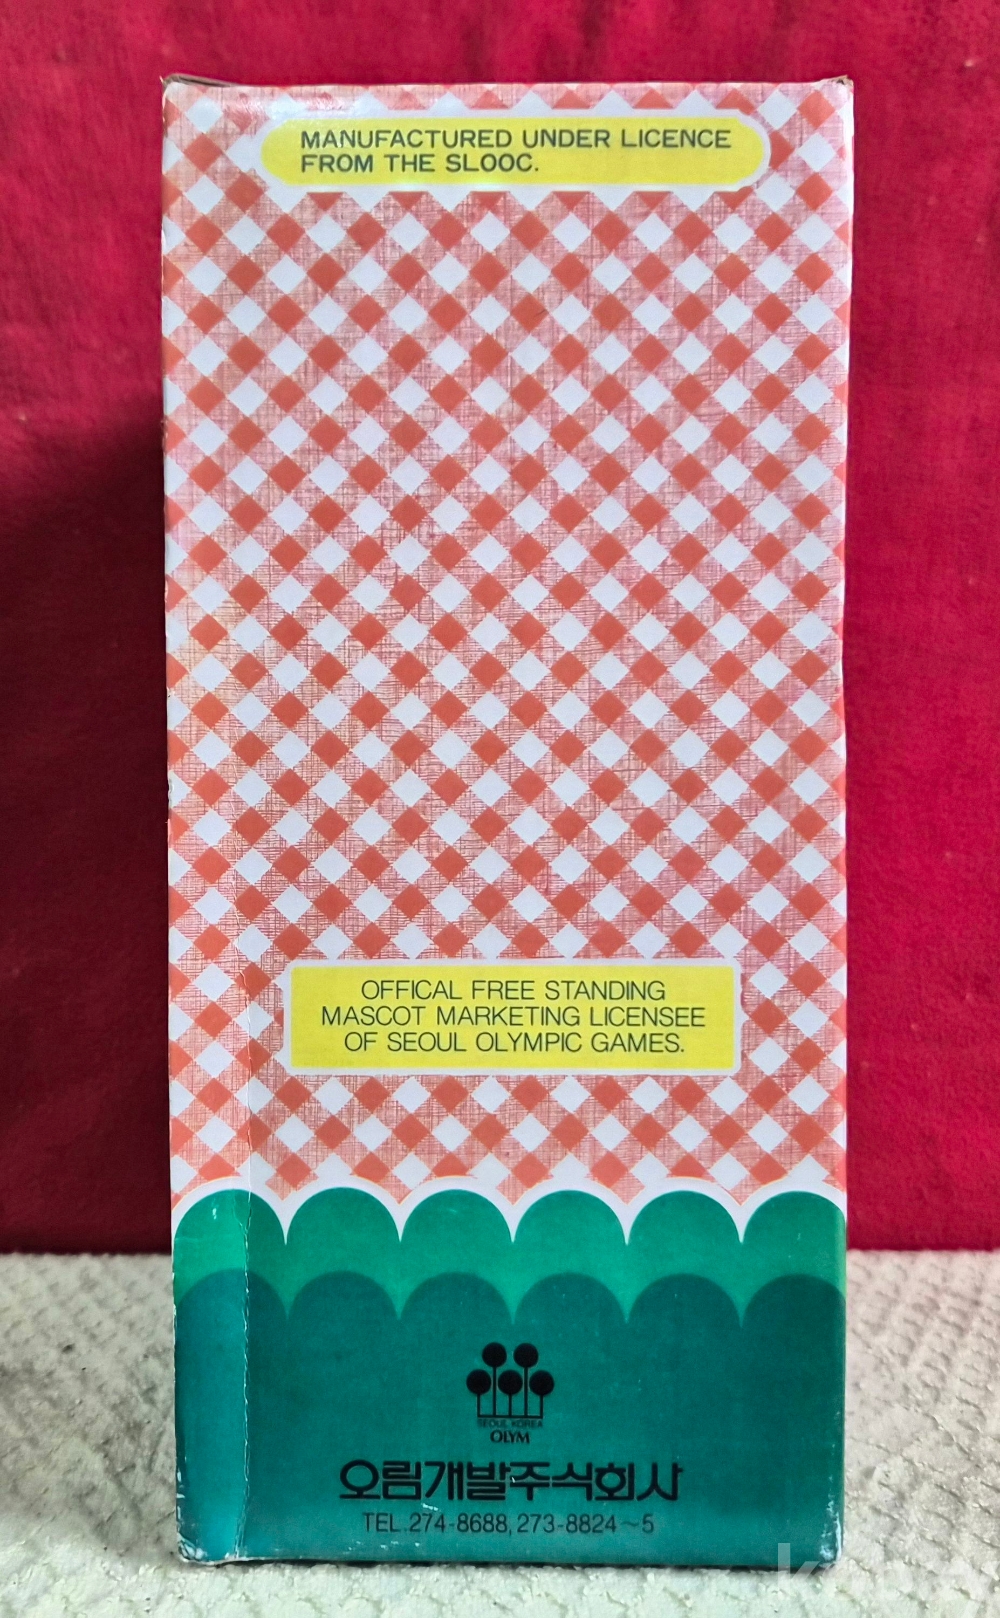 MANUFACTURED UNDER LICENCE
FROM THE SLOOC.
OFFICAL FREE STANDING
MASCOT MARKETING LICENSEE
OF SEOUL OLYMPIC GAMES.
SEOUL KOREA
OLYM
오림개발주식회사
TEL.274-8688, 273-8824～5